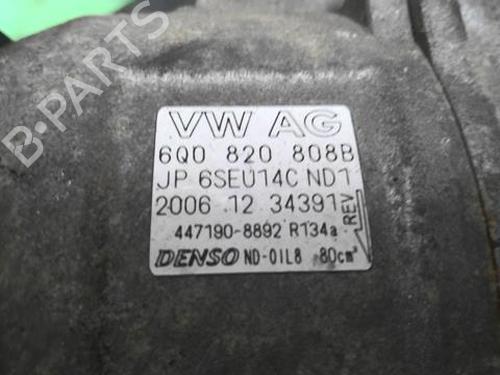 VW AG
6Q0 820 808B
JP 6SEU14C ND1
2006 12 34391
REV
447190-8892 R134a
DENSO ND-OIL8 80cm³
B-PARTS